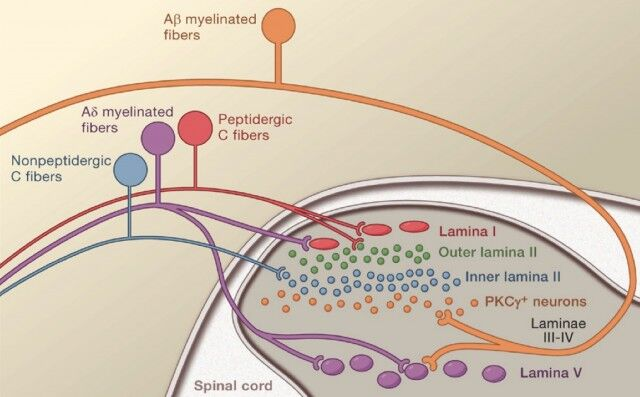 Aβ myelinated
fibers
Aδ myelinated
fibers
Peptidergic
C fibers
Nonpeptidergic
C fibers
Lamina I
Outer lamina II
Inner lamina II
PKCγ⁺ neurons
Laminae
III-IV
Lamina V
Spinal cord